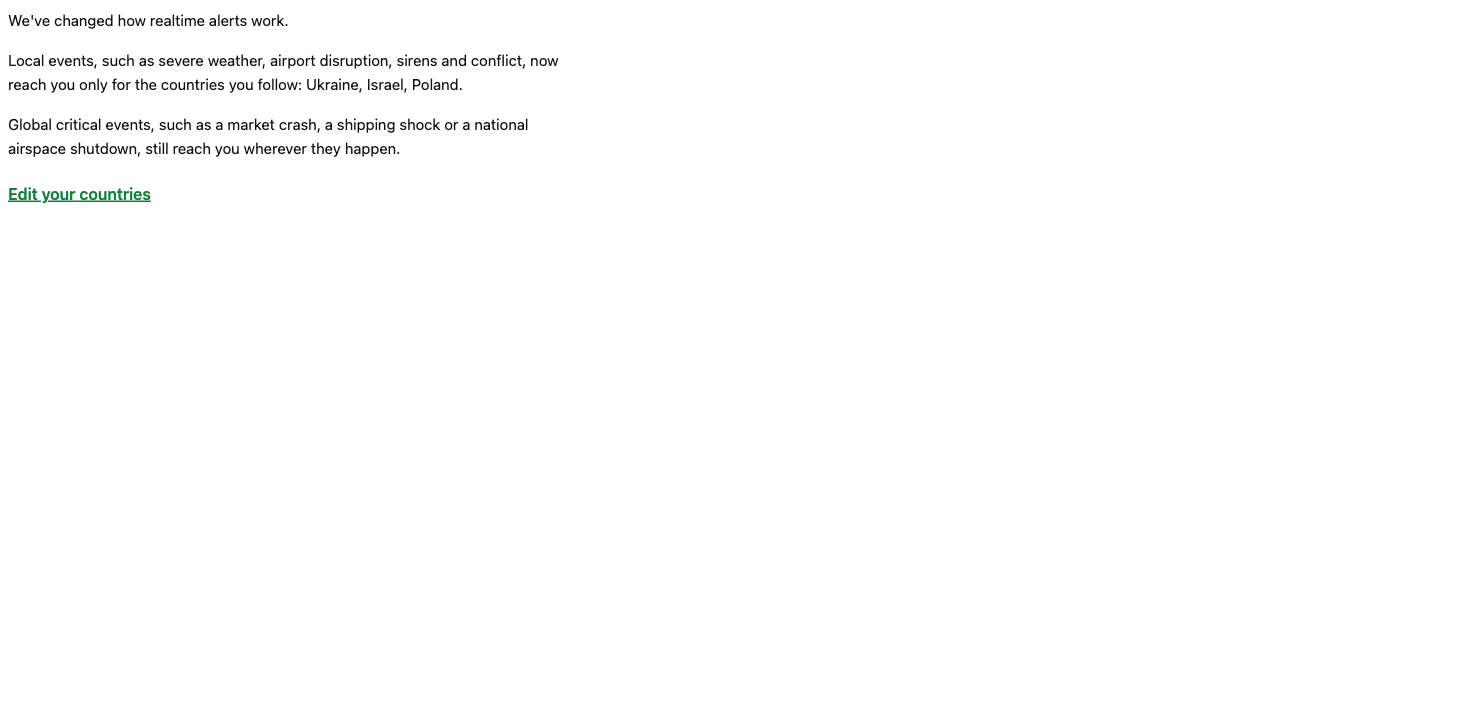 We've changed how realtime alerts work.
Local events, such as severe weather, airport disruption, sirens and conflict, now
reach you only for the countries you follow: Ukraine, Israel, Poland.
Global critical events, such as a market crash, a shipping shock or a national
airspace shutdown, still reach you wherever they happen.
Edit your countries